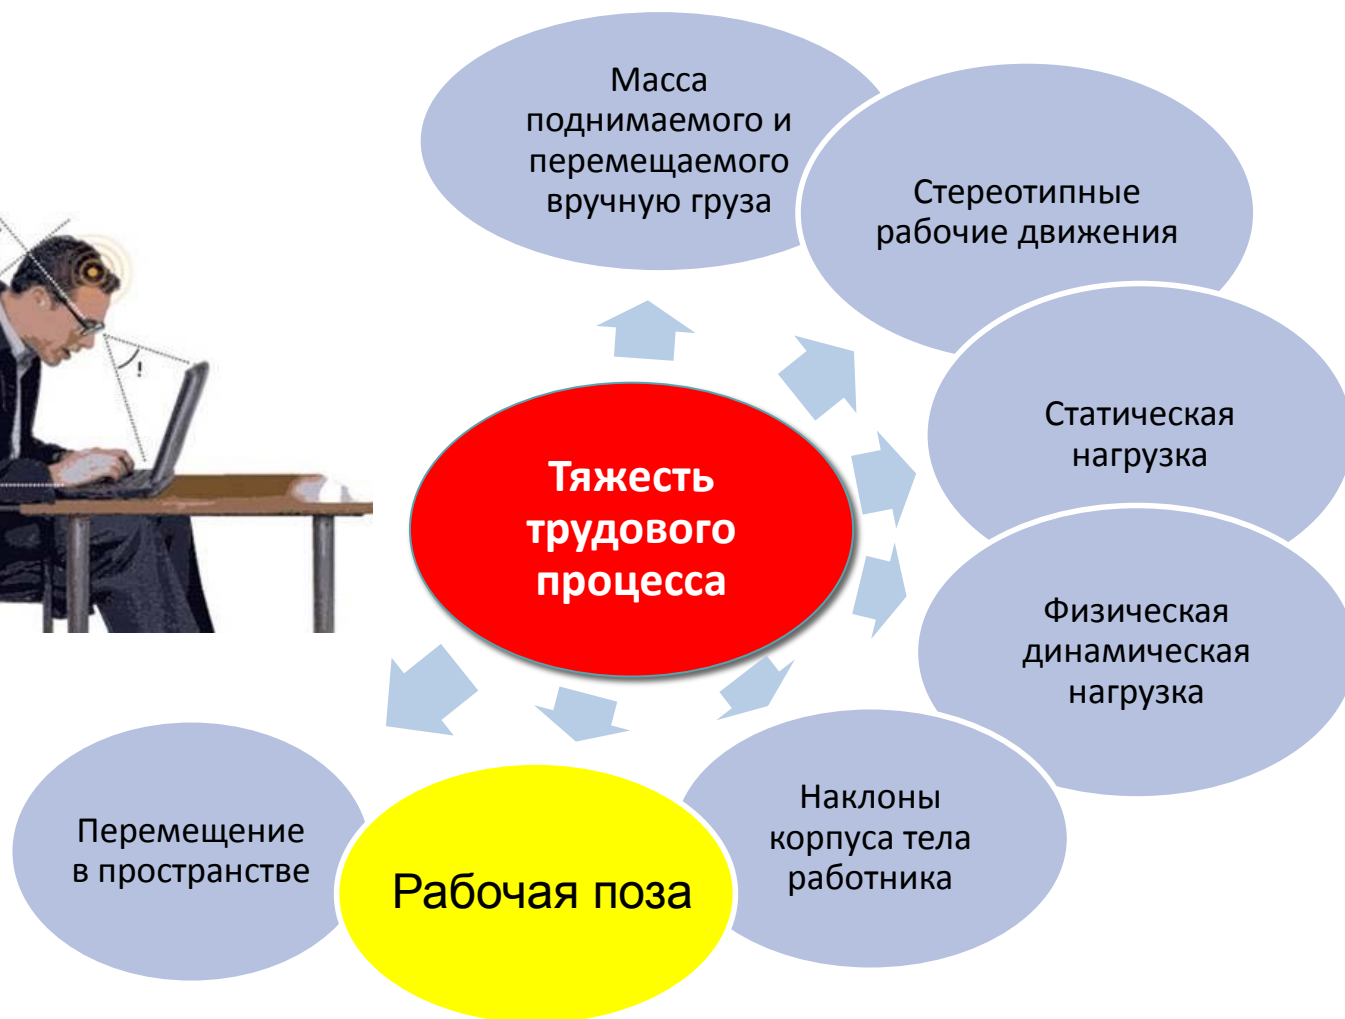 Масса
поднимаемого и
перемещаемого
вручную груза
Стереотипные
рабочие движения
Статическая
нагрузка
Физическая
динамическая
нагрузка
Наклоны
корпуса тела
работника
Рабочая поза
Перемещение
в пространстве
Тяжесть
трудового
процесса
!